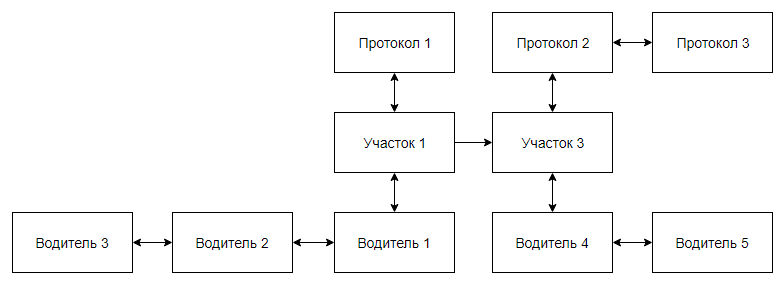 Протокол 1
Протокол 2
Протокол 3
Участок 1
Участок 3
Водитель 3
Водитель 2
Водитель 1
Водитель 4
Водитель 5